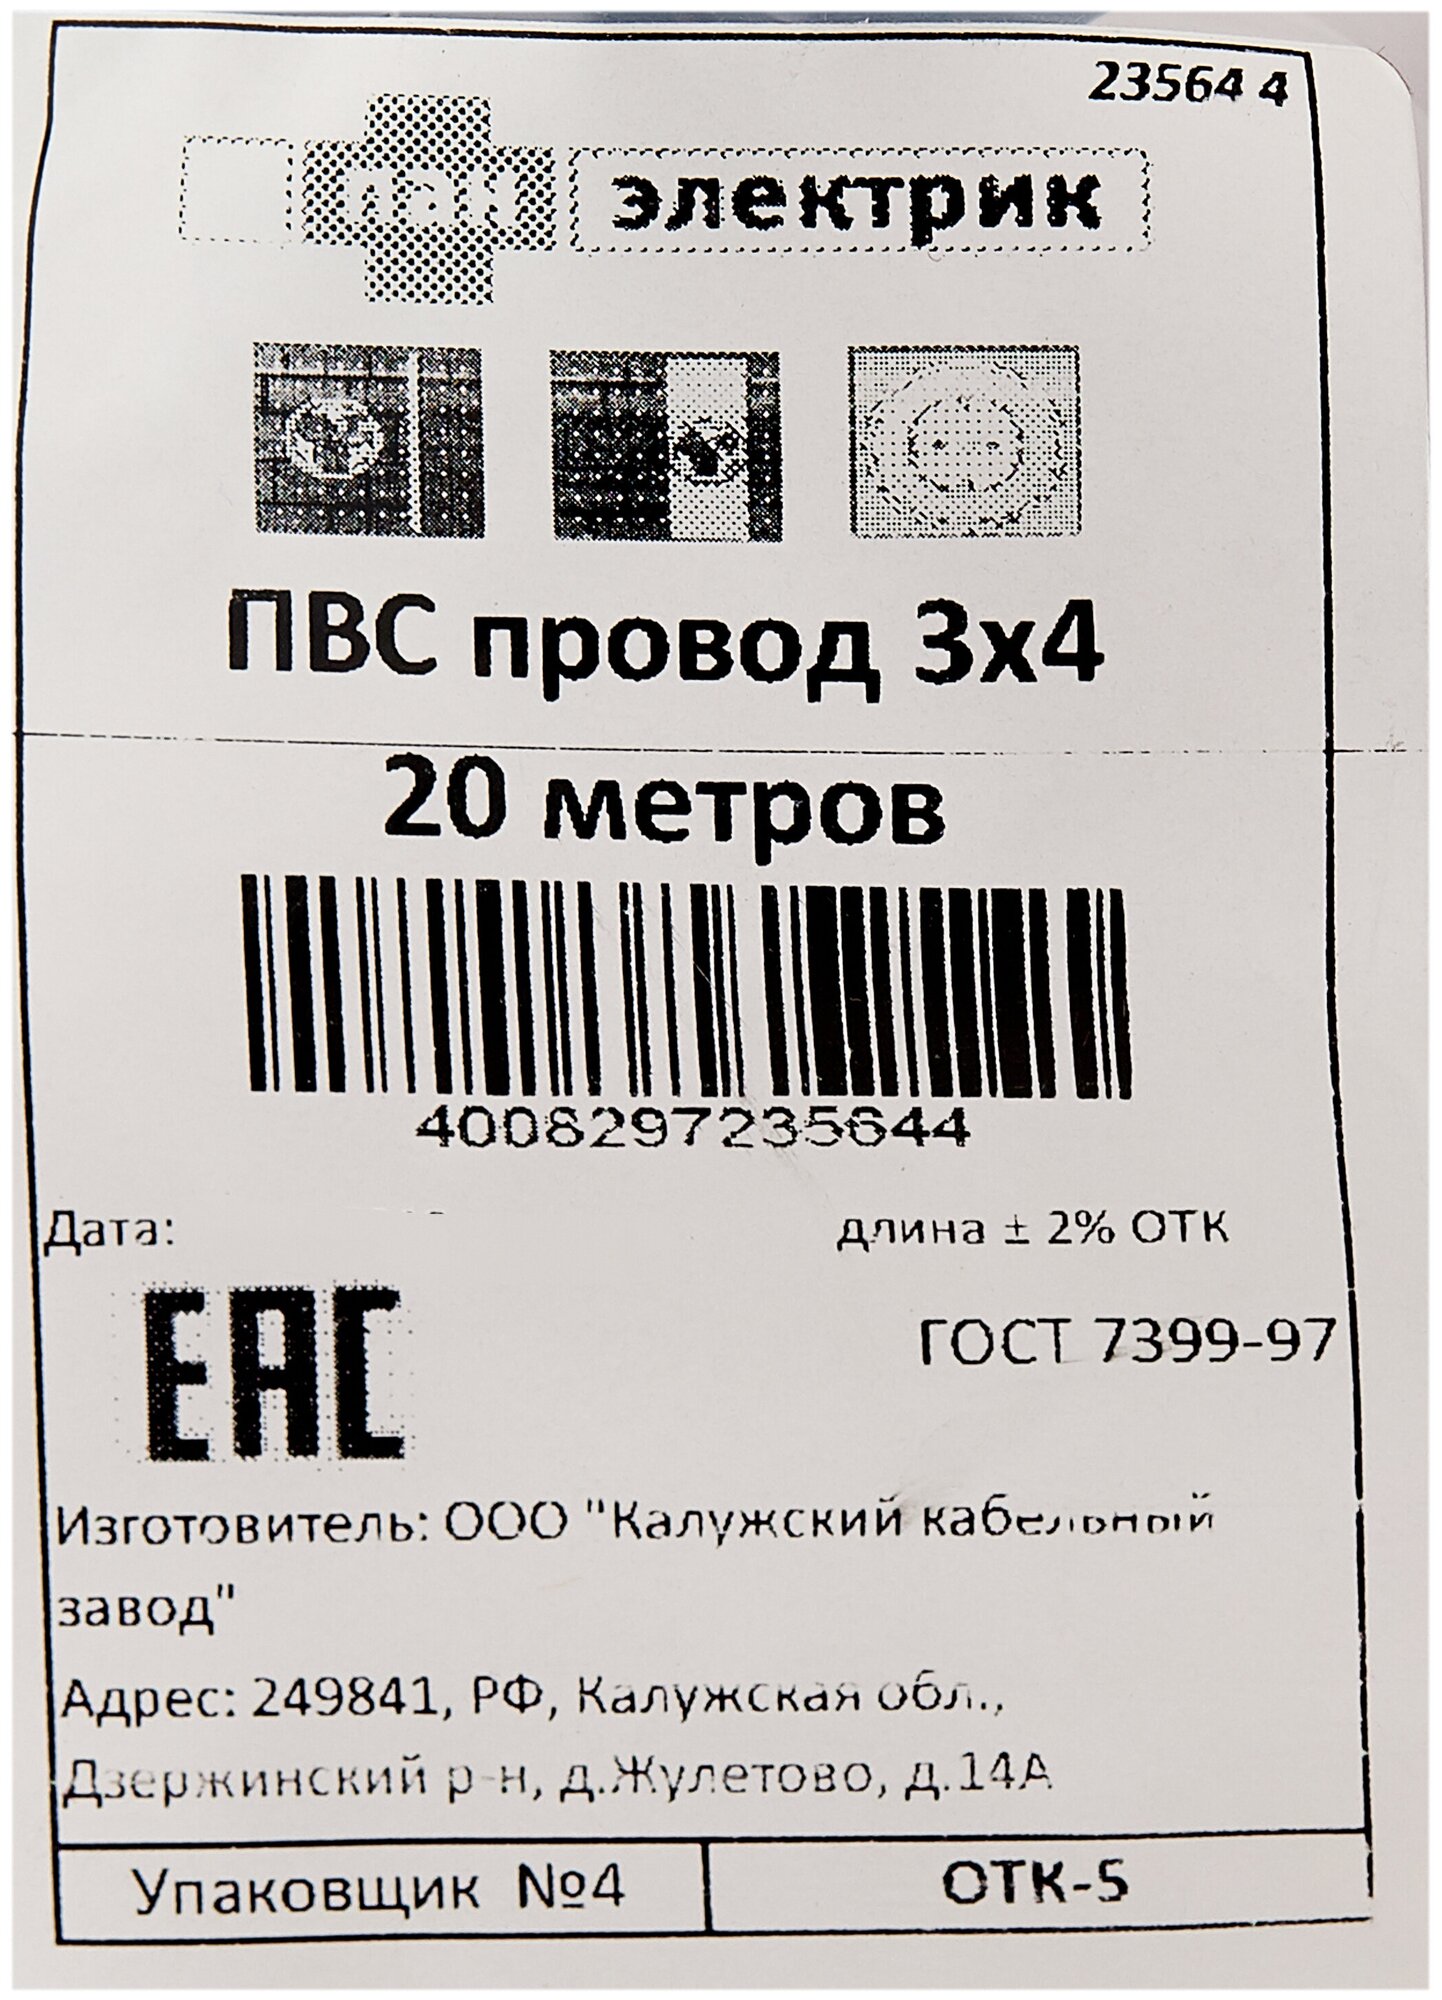 23564 4
пан электрик
ПВС провод 3х4
20 метров
4008297235644
Дата:
длина ± 2% ОТК
ЕАС
ГОСТ 7399-97
Изготовитель: ООО "Калужский кабельный
завод"
Адрес: 249841, РФ, Калужская обл.,
Дзержинский р-н, д.Жулетово, д.14А
Упаковщик №4
ОТК-5